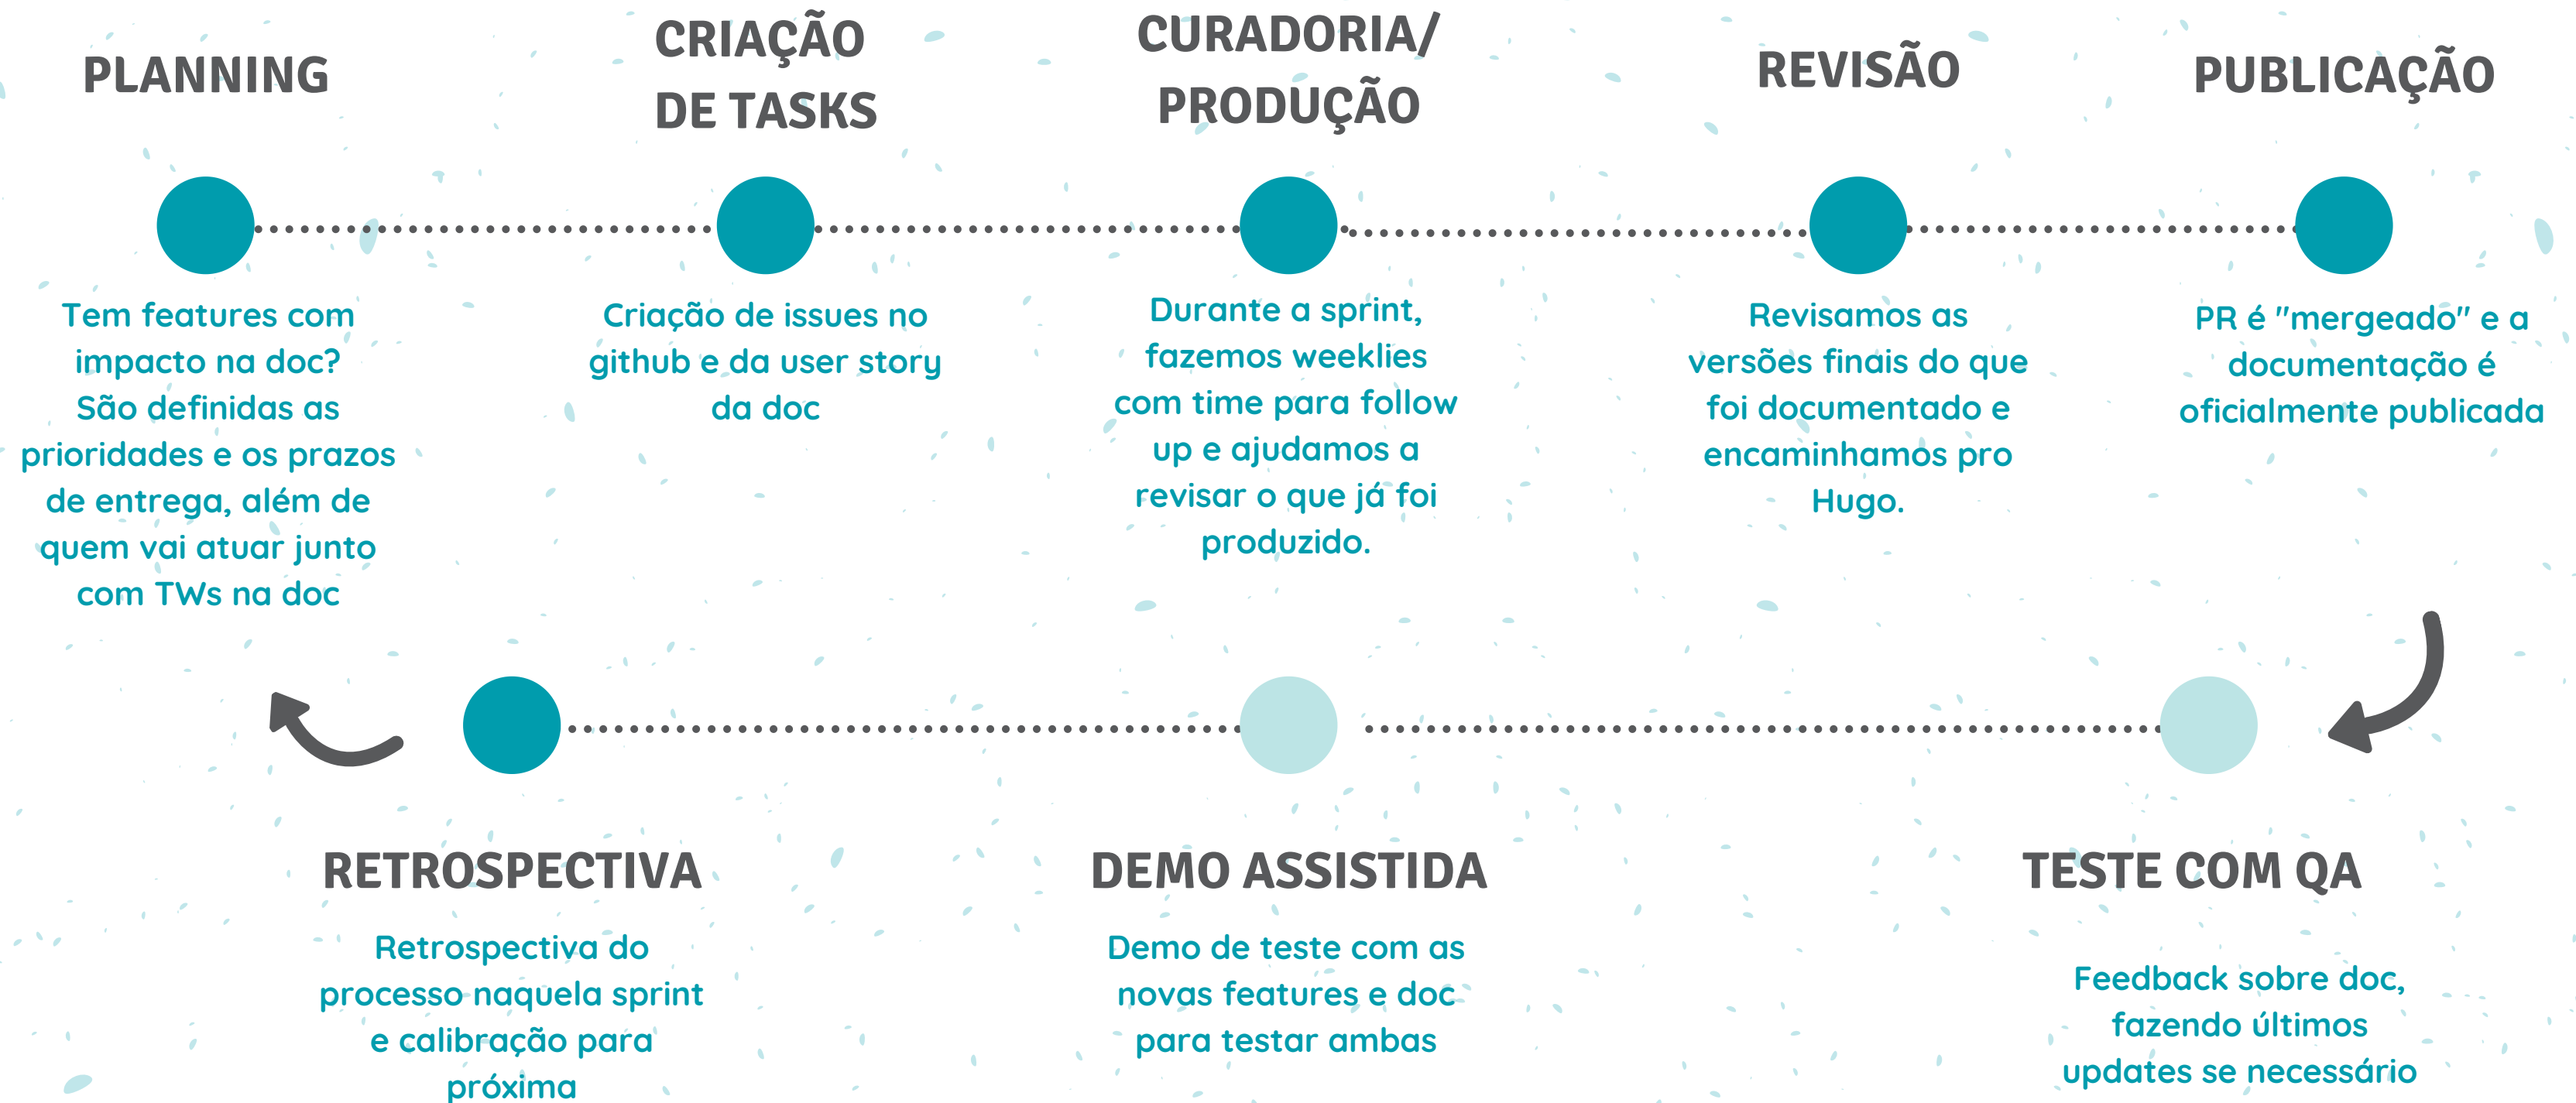 PLANNING
Tem features com
impacto na doc?
São definidas as
prioridades e os prazos
de entrega, além de
quem vai atuar junto
com TWs na doc
CRIAÇÃO
DE TASKS
Criação de issues no
github e da user story
da doc
CURADORIA/
PRODUÇÃO
Durante a sprint,
fazemos weeklies
com time para follow
up e ajudamos a
revisar o que já foi
produzido.
REVISÃO
Revisamos as
versões finais do que
foi documentado e
encaminhamos pro
Hugo.
PUBLICAÇÃO
PR é "mergeado" e a
documentação é
oficialmente publicada
TESTE COM QA
Feedback sobre doc,
fazendo últimos
updates se necessário
DEMO ASSISTIDA
Demo de teste com as
novas features e doc
para testar ambas
RETROSPECTIVA
Retrospectiva do
processo naquela sprint
e calibração para
próxima